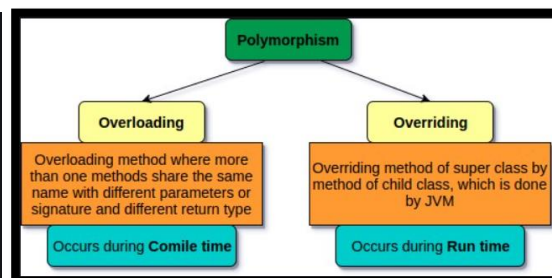 Polymorphism
Overloading
Overloading method where more
than one methods share the same
name with different parameters or
signature and different return type
Occurs during Comile time
Overriding
Overriding method of super class by
method of child class, which is done
by JVM
Occurs during Run time